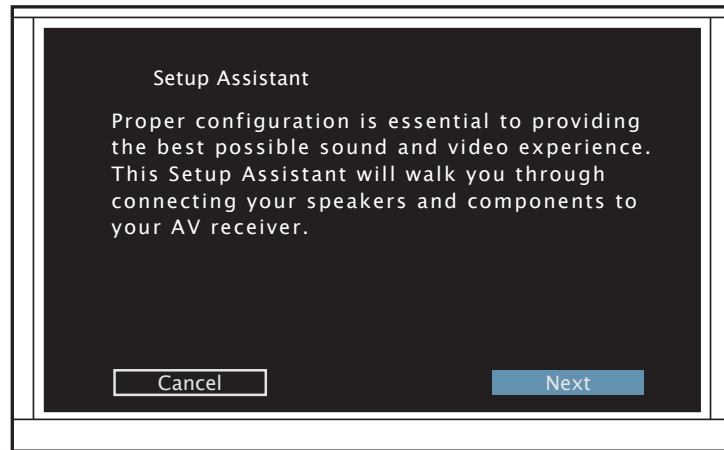 Setup Assistant
Proper configuration is essential to providing
the best possible sound and video experience.
This Setup Assistant will walk you through
connecting your speakers and components to
your AV receiver.
Cancel
Next